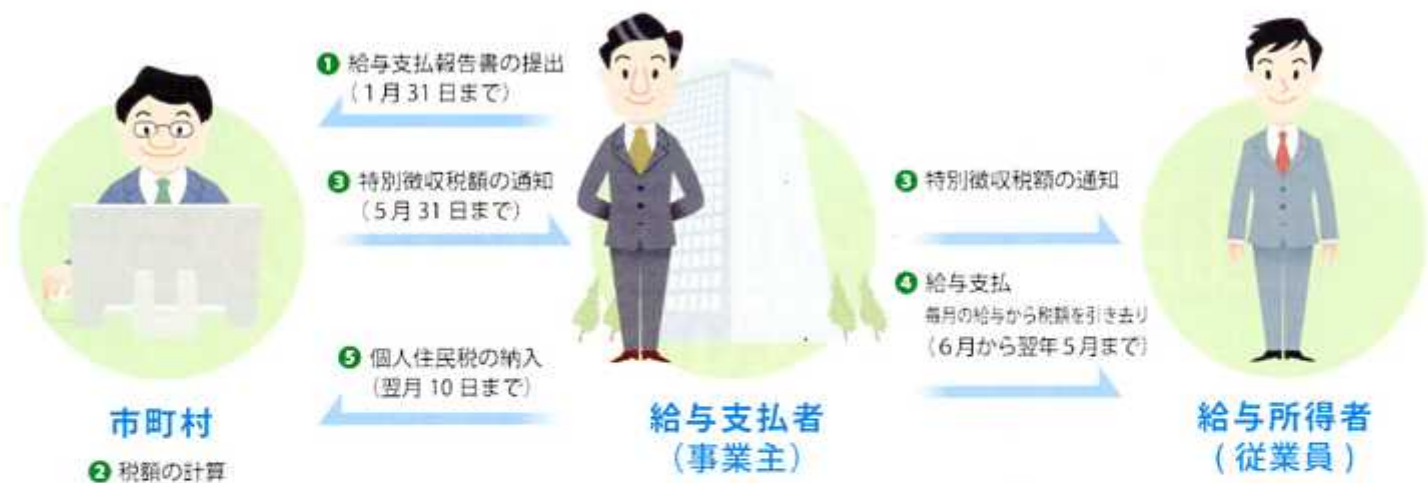 ❶ 給与支払報告書の提出
（1月31日まで）
❸ 特別徴収税額の通知
（5月31日まで）
❸ 特別徴収税額の通知
❹ 給与支払
毎月の給与から税額を引き去り
（6月から翌年5月まで）
❺ 個人住民税の納入
（翌月10日まで）
市町村
❷ 税額の計算
給与支払者
（事業主）
給与所得者
（従業員）